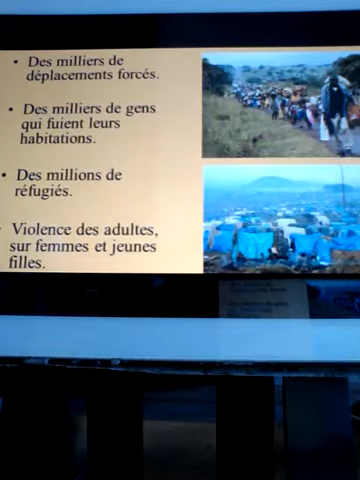 • Des milliers de
déplacements forcés.
• Des milliers de gens
qui fuient leurs
habitations.
• Des millions de
réfugiés.
• Violence des adultes,
sur femmes et jeunes
filles.